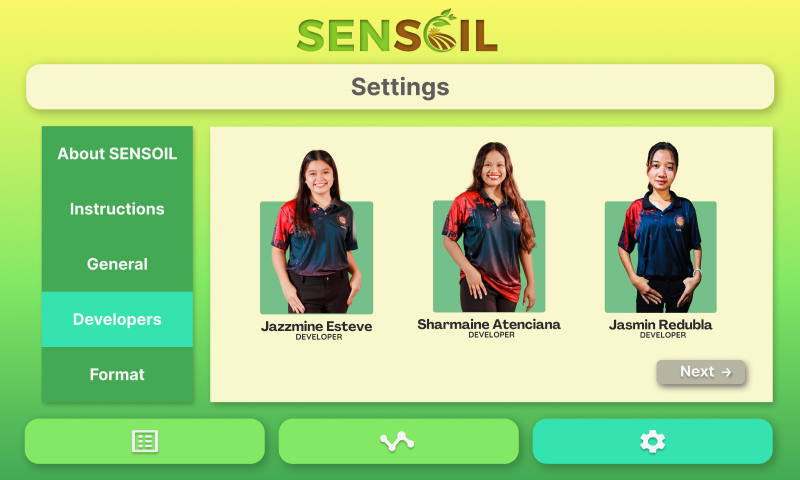 SENSOIL
Settings
About SENSOIL
Instructions
General
Developers
Format
Jazzmine Esteve
DEVELOPER
Sharmaine Atenciana
DEVELOPER
Jasmin Redubla
DEVELOPER
Next →